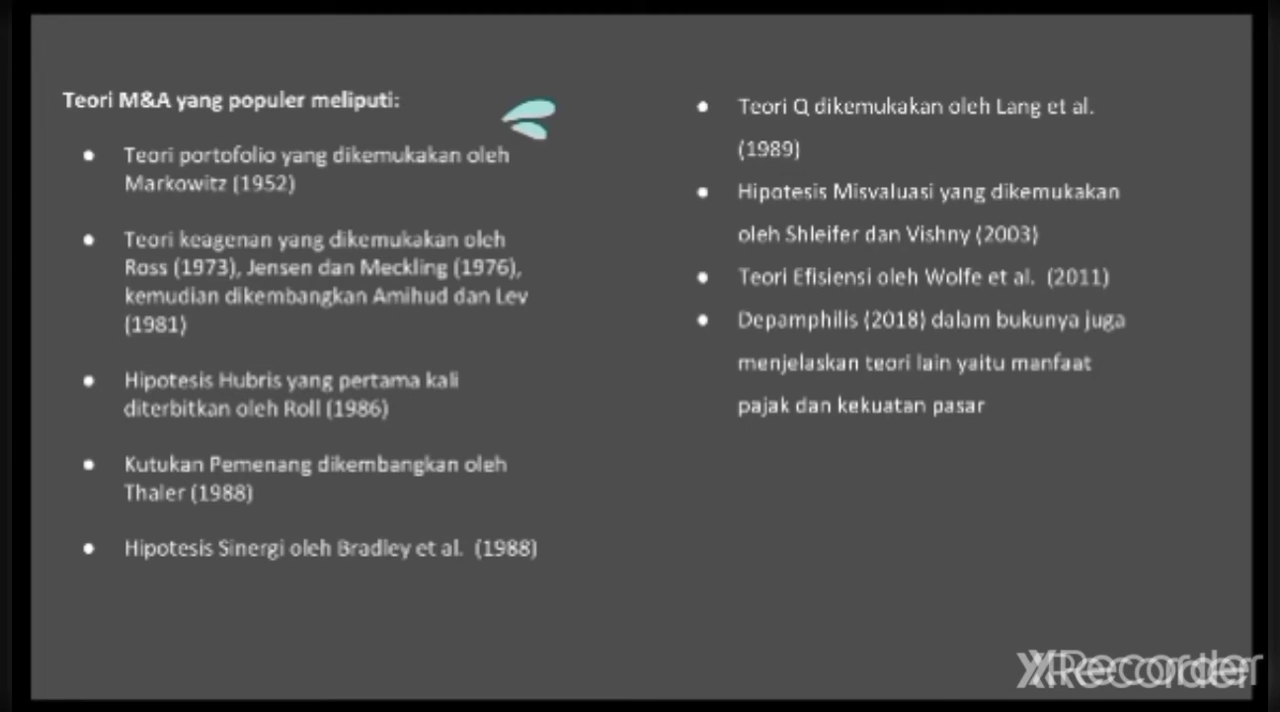 Teori M&A yang populer meliputi:
● Teori portofolio yang dikemukakan oleh
Markowitz (1952)
● Teori keagenan yang dikemukakan oleh
Ross (1973), Jensen dan Meckling (1976),
kemudian dikembangkan Amihud dan Lev
(1981)
● Hipotesis Hubris yang pertama kali
diterbitkan oleh Roll (1986)
● Kutukan Pemenang dikembangkan oleh
Thaler (1988)
● Hipotesis Sinergi oleh Bradley et al. (1988)
● Teori Q dikemukakan oleh Lang et al.
(1989)
● Hipotesis Misvaluasi yang dikemukakan
oleh Shleifer dan Vishny (2003)
● Teori Efisiensi oleh Wolfe et al. (2011)
● Depamphilis (2018) dalam bukunya juga
menjelaskan teori lain yaitu manfaat
pajak dan kekuatan pasar
XRecorder